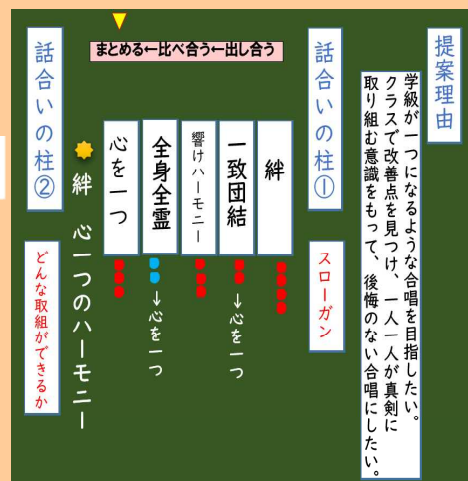 提案理由
学級が一つになるような合唱を目指したい。
クラスで改善点を見つけ、一人一人が真剣に
取り組む意識をもって、後悔のない合唱にしたい。
話合いの柱①
スローガン
まとめる←比べ合う←出し合う
絆
一致団結
→心を一つ
響けハーモニー
全身全霊
→心を一つ
心を一つ
絆 心一つのハーモニー
話合いの柱②
どんな取組ができるか